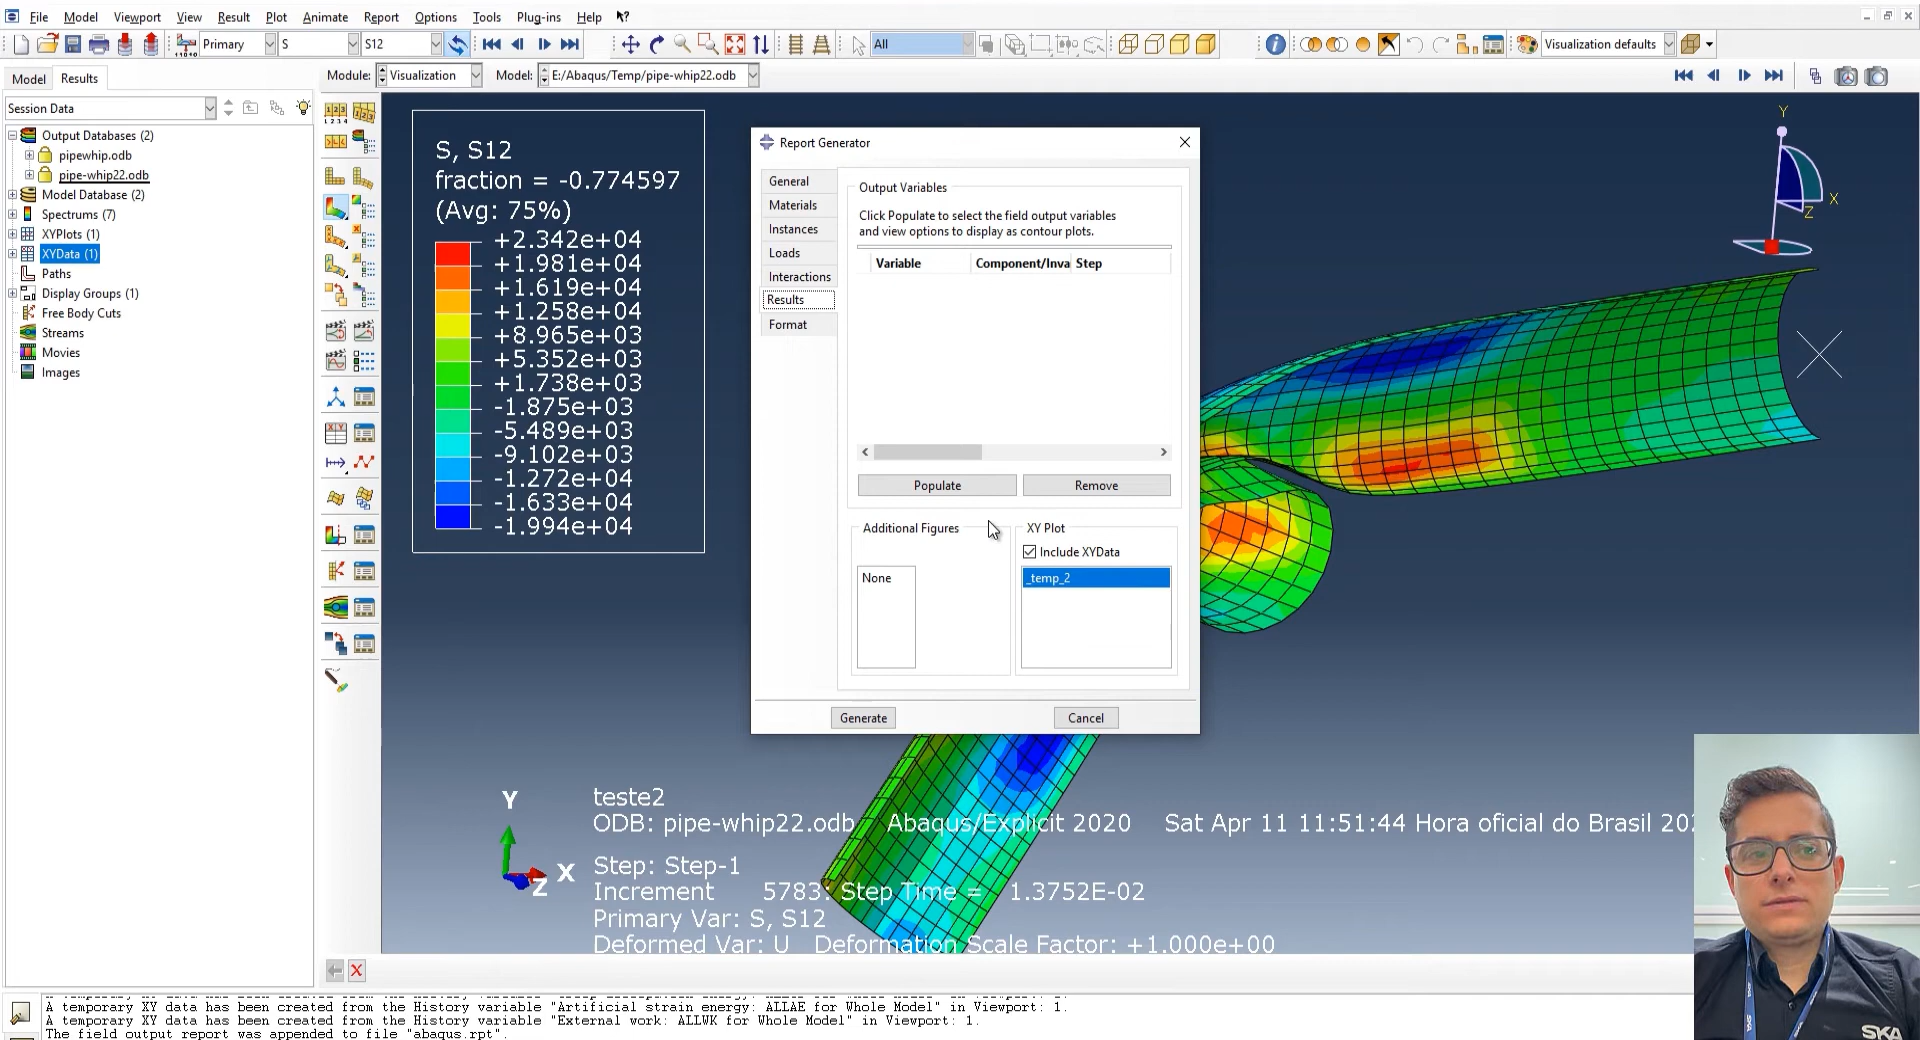 File Model Viewport View Result Plot Animate Report Options Tools Plug-ins Help
Primary S S12 All Visualization defaults
Model Results
Module: Visualization Model: E:/Abaqus/Temp/pipe-whip22.odb
Session Data
Output Databases (2)
pipewhip.odb
pipe-whip22.odb
Model Database (2)
Spectrums (7)
XYPlots (1)
XYData (1)
Paths
Display Groups (1)
Free Body Cuts
Streams
Movies
Images
S, S12
fraction = -0.774597
(Avg: 75%)
+2.342e+04
+1.981e+04
+1.619e+04
+1.258e+04
+8.965e+03
+5.352e+03
+1.738e+03
-1.875e+03
-5.489e+03
-9.102e+03
-1.272e+04
-1.633e+04
-1.994e+04
Report Generator
General
Materials
Instances
Loads
Interactions
Results
Format
Output Variables
Click Populate to select the field output variables
and view options to display as contour plots.
Variable Component/Inva Step
Populate Remove
Additional Figures
None
XY Plot
Include XYData
_temp_2
Generate Cancel
Y
X
Z
Y
X
Z
teste2
ODB: pipe-whip22.odb Abaqus/Explicit 2020 Sat Apr 11 11:51:44 Hora oficial do Brasil 20
Step: Step-1
Increment 5783: Step Time = 1.3752E-02
Primary Var: S, S12
Deformed Var: U Deformation Scale Factor: +1.000e+00
A temporary XY data has been created from the History variable "Artificial strain energy: ALLAE for Whole Model" in Viewport: 1.
A temporary XY data has been created from the History variable "External work: ALLWK for Whole Model" in Viewport: 1.
The field output report was appended to file "abaqus.rpt".
SKA
SKA